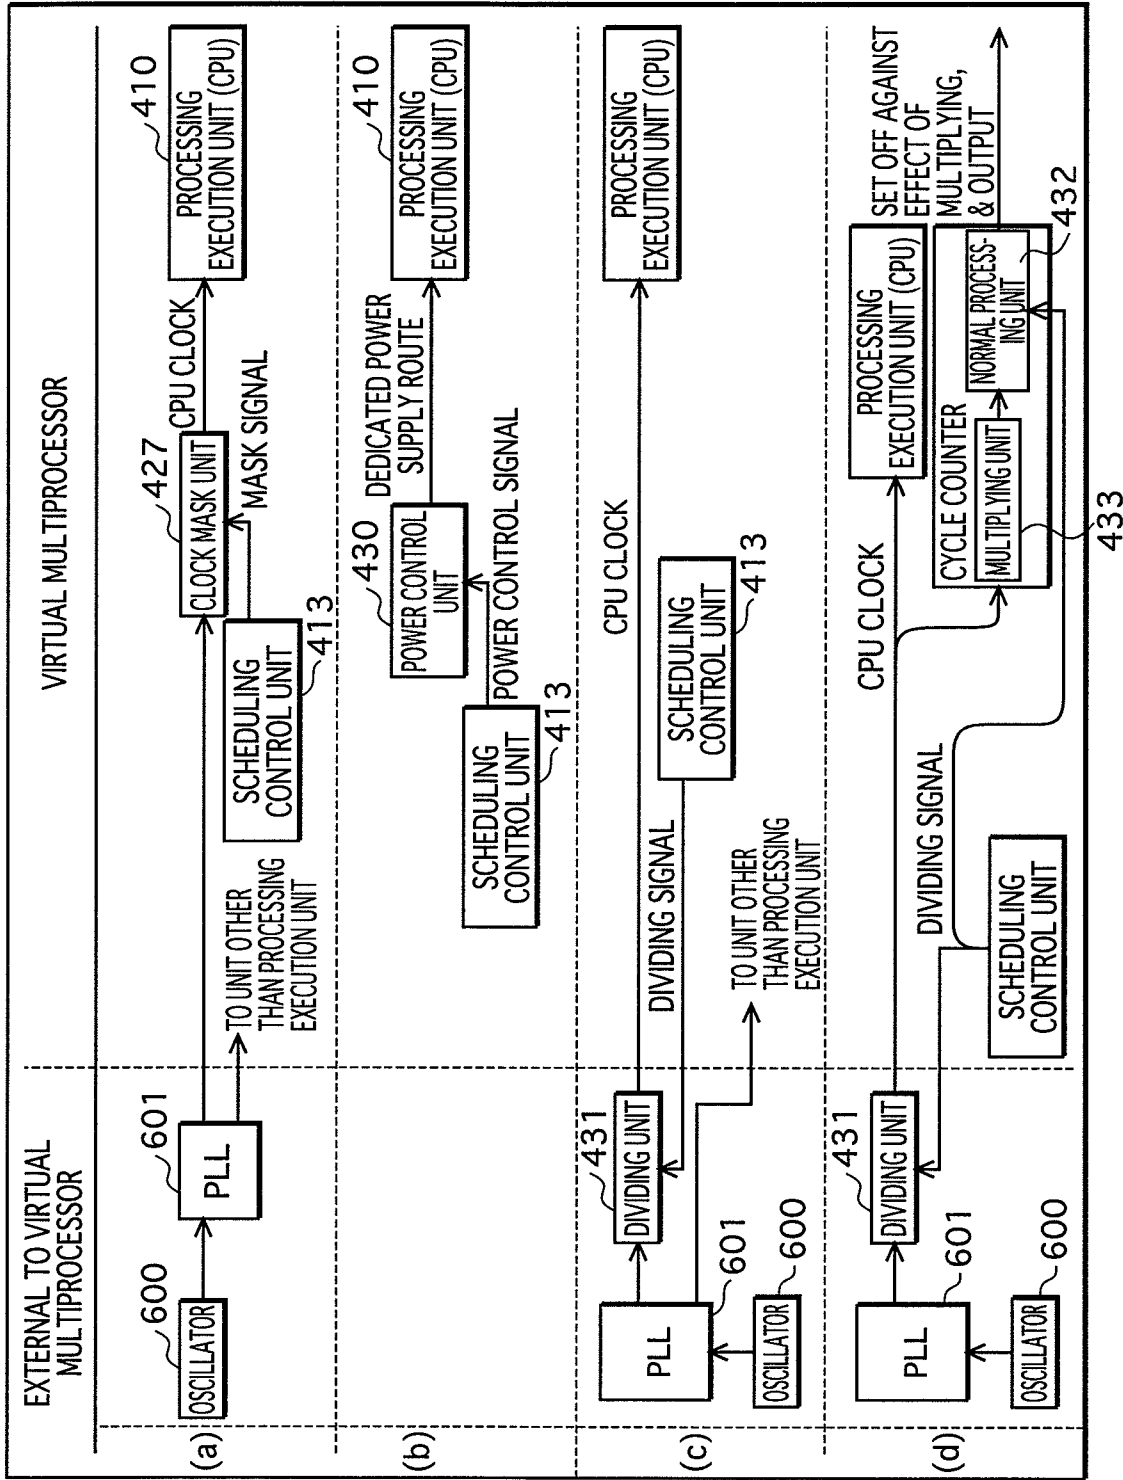 EXTERNAL TO VIRTUAL
MULTIPROCESSOR
VIRTUAL MULTIPROCESSOR
(a)
600
OSCILLATOR
601
PLL
TO UNIT OTHER
THAN PROCESSING
EXECUTION UNIT
SCHEDULING
CONTROL UNIT
413
427
CLOCK MASK UNIT
MASK SIGNAL
CPU CLOCK
410
PROCESSING
EXECUTION UNIT (CPU)
(b)
SCHEDULING
CONTROL UNIT
413
POWER CONTROL SIGNAL
430
POWER CONTROL
UNIT
DEDICATED POWER
SUPPLY ROUTE
410
PROCESSING
EXECUTION UNIT (CPU)
(c)
PLL
601
OSCILLATOR
600
431
DIVIDING UNIT
DIVIDING SIGNAL
TO UNIT OTHER
THAN PROCESSING
EXECUTION UNIT
SCHEDULING
CONTROL UNIT
413
CPU CLOCK
PROCESSING
EXECUTION UNIT (CPU)
(d)
PLL
601
OSCILLATOR
600
431
DIVIDING UNIT
DIVIDING SIGNAL
SCHEDULING
CONTROL UNIT
CPU CLOCK
PROCESSING
EXECUTION UNIT (CPU)
CYCLE COUNTER
MULTIPLYING UNIT
433
NORMAL PROCESS-
ING UNIT
432
SET OFF AGAINST
EFFECT OF
MULTIPLYING,
& OUTPUT